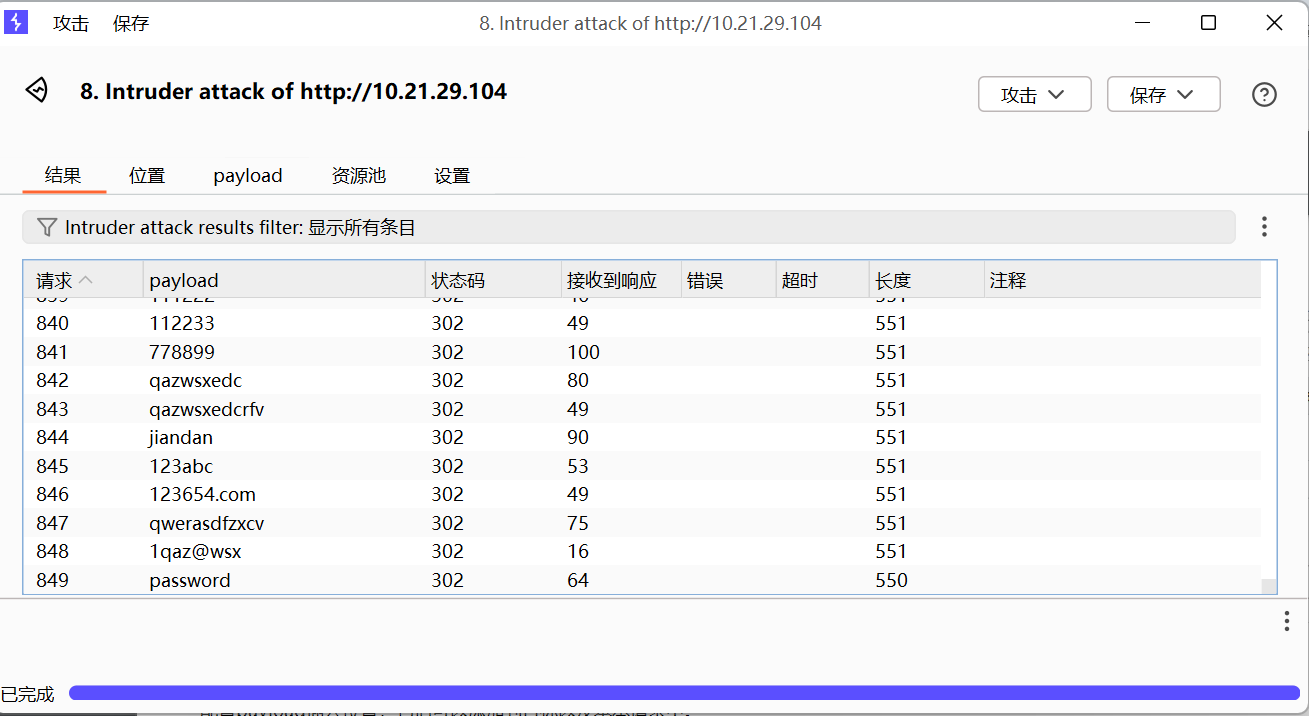 攻击 保存 8. Intruder attack of http://10.21.29.104
8. Intruder attack of http://10.21.29.104 攻击 保存
结果 位置 payload 资源池 设置
Intruder attack results filter: 显示所有条目
请求 payload 状态码 接收到响应 错误 超时 长度 注释
840 112233 302 49 551
841 778899 302 100 551
842 qazwsxedc 302 80 551
843 qazwsxedcrfv 302 49 551
844 jiandan 302 90 551
845 123abc 302 53 551
846 123654.com 302 49 551
847 qwerasdfzxcv 302 75 551
848 1qaz@wsx 302 16 551
849 password 302 64 550
已完成